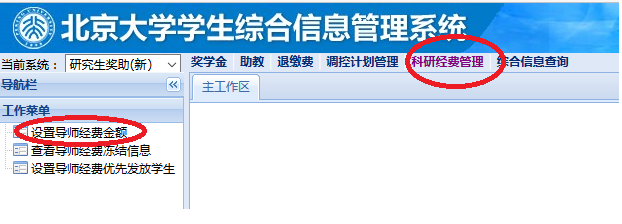 北京大学学生综合信息管理系统
当前系统： 研究生奖助(新) 奖学金 助教 退缴费 调控计划管理 科研经费管理 综合信息查询
导航栏 主工作区
工作菜单
设置导师经费金额
查看导师经费冻结信息
设置导师经费优先发放学生